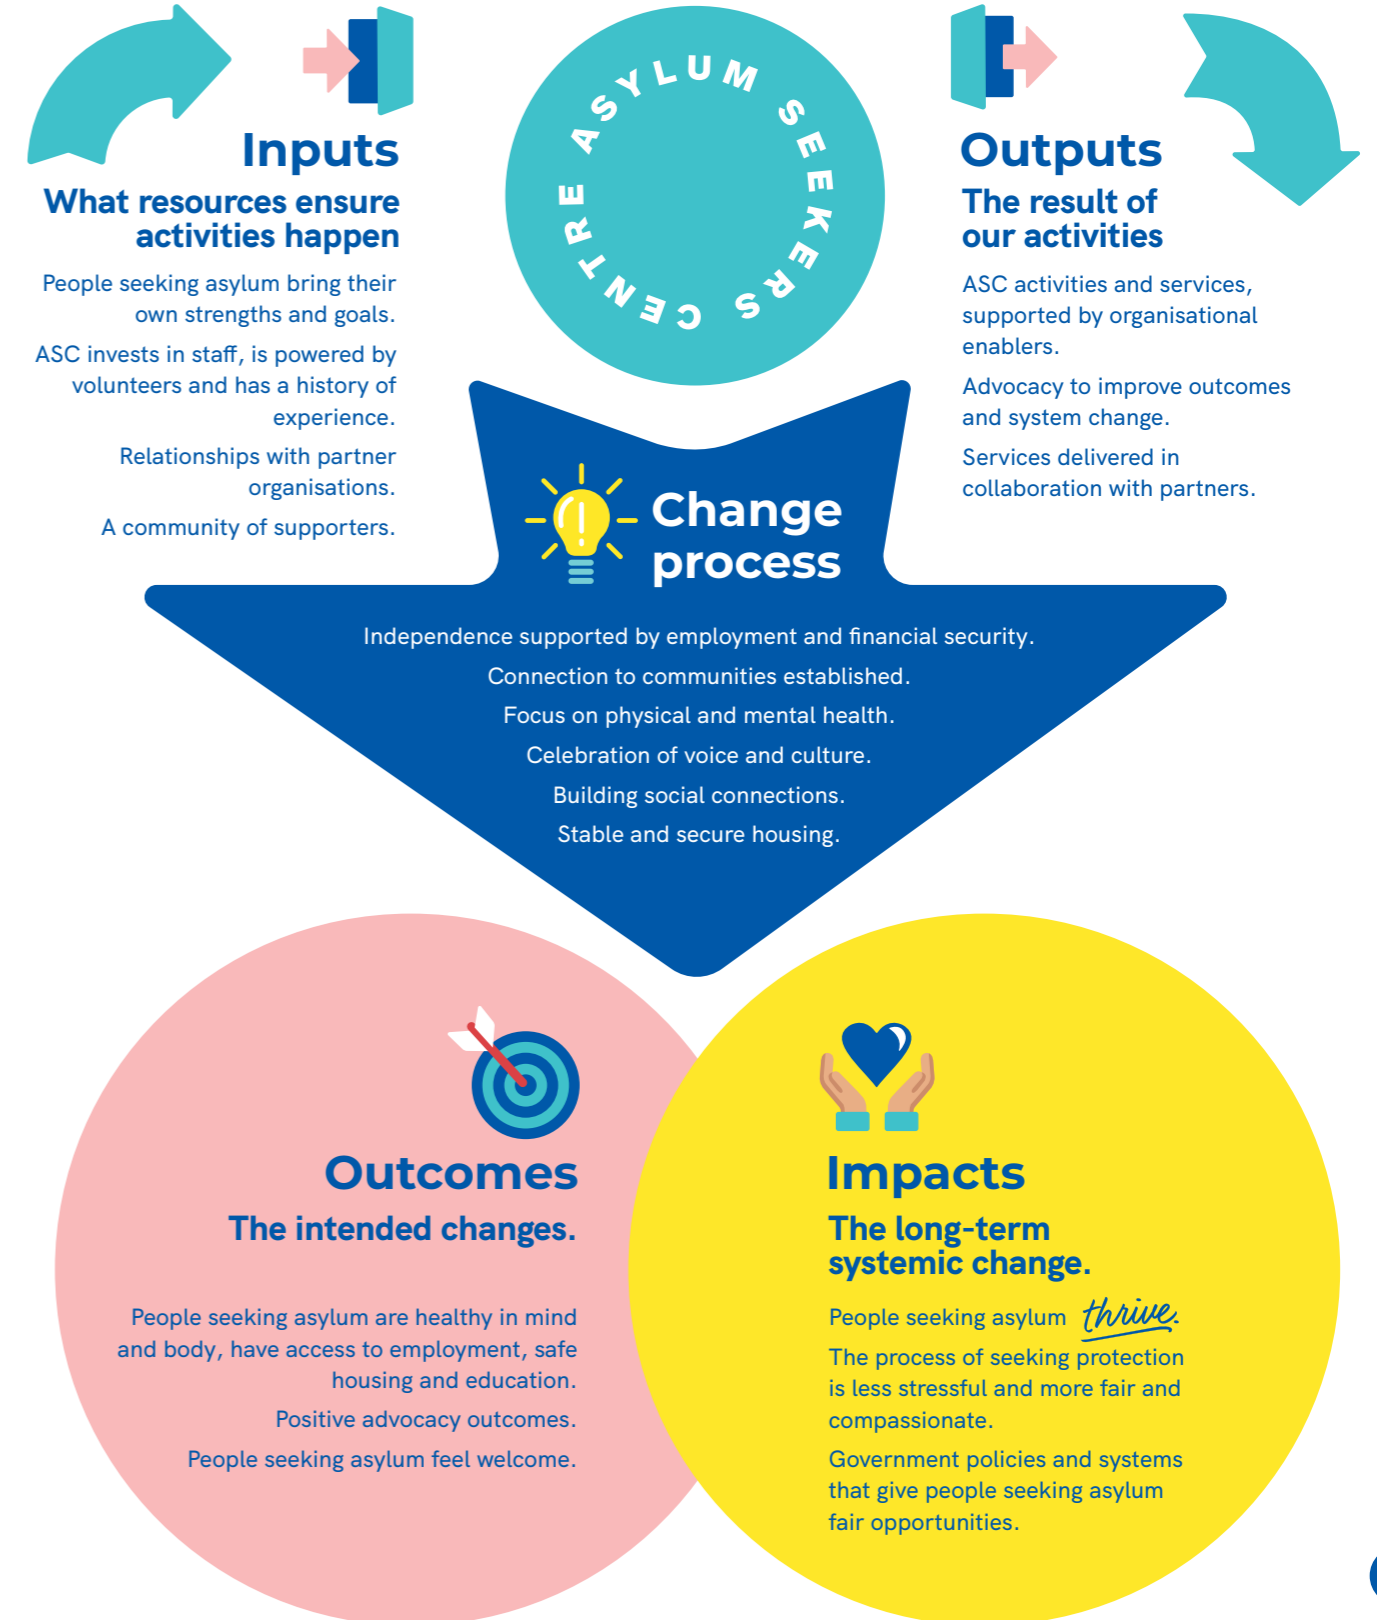 Inputs
What resources ensure
activities happen
People seeking asylum bring their
own strengths and goals.
ASC invests in staff, is powered by
volunteers and has a history of
experience.
Relationships with partner
organisations.
A community of supporters.
ASYLUM SEEKERS CENTRE
Outputs
The result of
our activities
ASC activities and services,
supported by organisational
enablers.
Advocacy to improve outcomes
and system change.
Services delivered in
collaboration with partners.
Change
process
Independence supported by employment and financial security.
Connection to communities established.
Focus on physical and mental health.
Celebration of voice and culture.
Building social connections.
Stable and secure housing.
Outcomes
The intended changes.
People seeking asylum are healthy in mind
and body, have access to employment, safe
housing and education.
Positive advocacy outcomes.
People seeking asylum feel welcome.
Impacts
The long-term
systemic change.
People seeking asylum thrive.
The process of seeking protection
is less stressful and more fair and
compassionate.
Government policies and systems
that give people seeking asylum
fair opportunities.